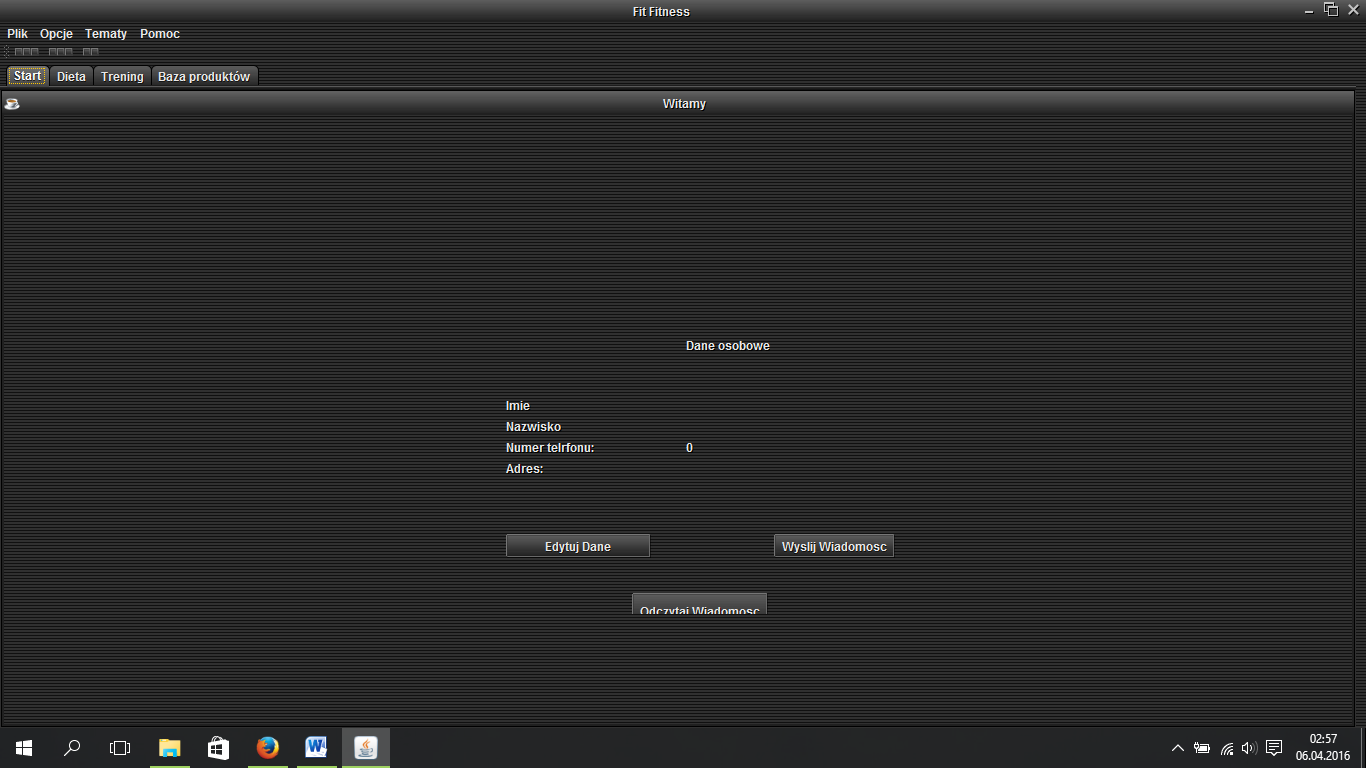 Fit Fitness
Plik Opcje Tematy Pomoc
Start Dieta Trening Baza produktów
Witamy
Dane osobowe
Imie
Nazwisko
Numer telrfonu: 0
Adres:
Edytuj Dane Wyslij Wiadomosc
Odczytaj Wiadomosc
02:57
06.04.2016